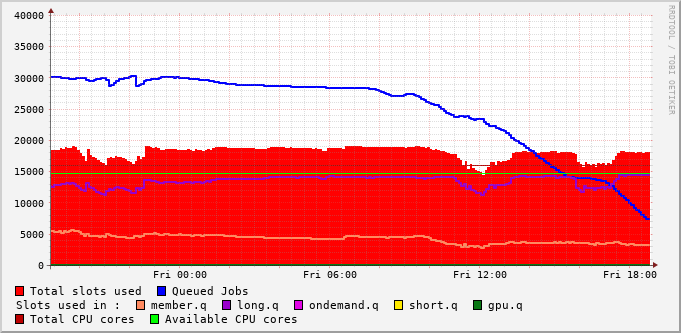 RRDTOOL / TOBI OETIKER
40000
35000
30000
25000
20000
15000
10000
5000
0
Fri 00:00 Fri 06:00 Fri 12:00 Fri 18:00
Total slots used Queued Jobs
Slots used in : member.q long.q ondemand.q short.q gpu.q
Total CPU cores Available CPU cores